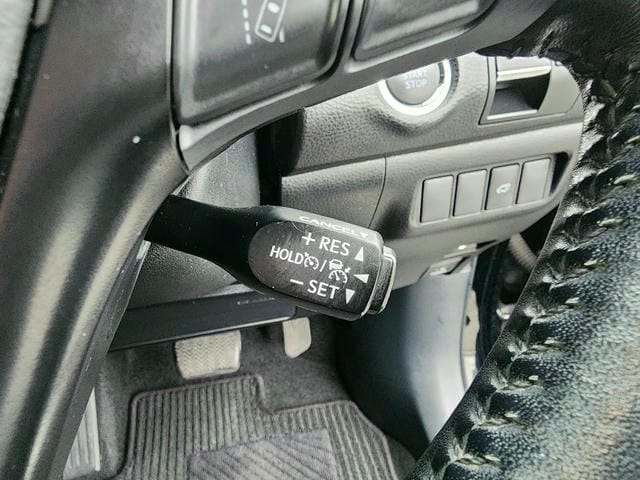 START
STOP
CANCEL
+ RES
HOLD /
− SET